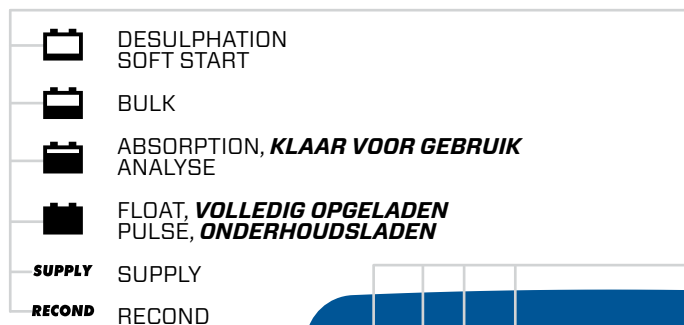 DESULPHATION
SOFT START
BULK
ABSORPTION, KLAAR VOOR GEBRUIK
ANALYSE
FLOAT, VOLLEDIG OPGELADEN
PULSE, ONDERHOUDSLADEN
SUPPLY SUPPLY
RECOND RECOND